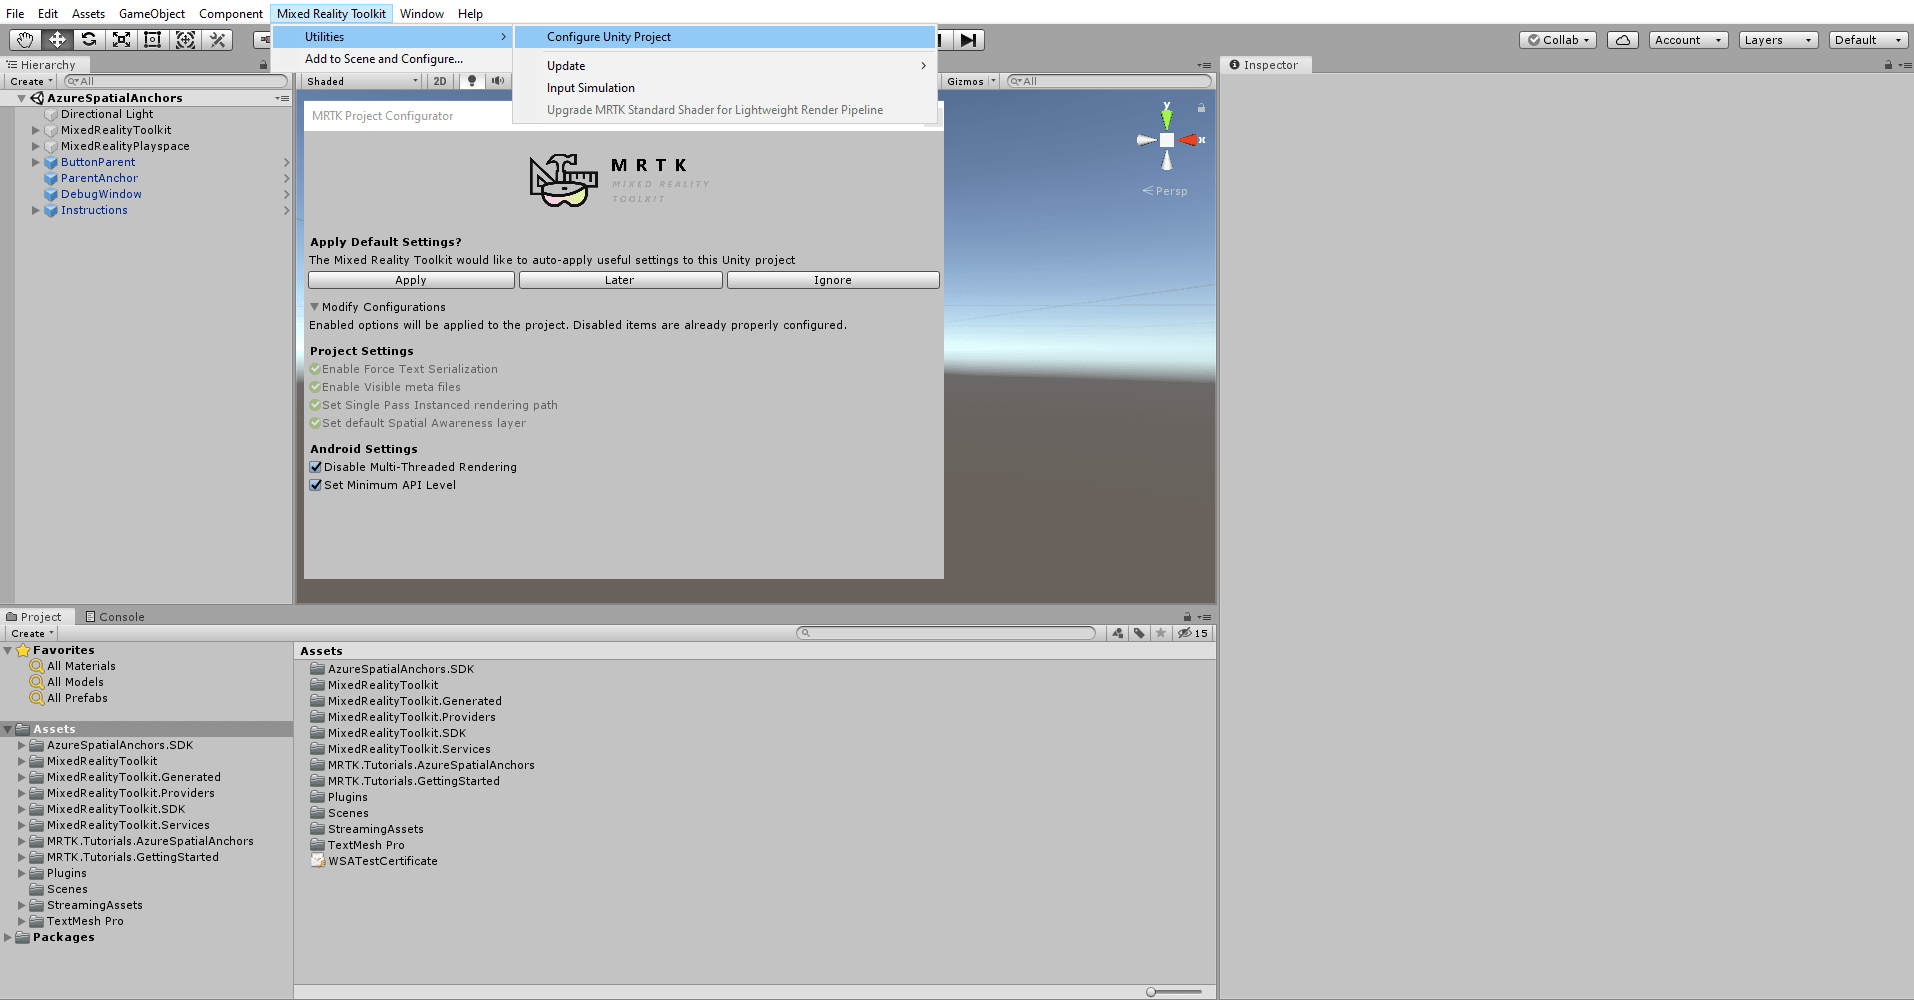 File Edit Assets GameObject Component Mixed Reality Toolkit Window Help
Utilities
Add to Scene and Configure...
Configure Unity Project
Update
Input Simulation
Upgrade MRTK Standard Shader for Lightweight Render Pipeline
Collab Account Layers Default
Hierarchy
Create All
AzureSpatialAnchors
Directional Light
MixedRealityToolkit
MixedRealityPlayspace
ButtonParent
ParentAnchor
DebugWindow
Instructions
Shaded 2D Gizmos All
y
x
Persp
MRTK Project Configurator
MRTK
MIXED REALITY
TOOLKIT
Apply Default Settings?
The Mixed Reality Toolkit would like to auto-apply useful settings to this Unity project
Apply Later Ignore
Modify Configurations
Enabled options will be applied to the project. Disabled items are already properly configured.
Project Settings
Enable Force Text Serialization
Enable Visible meta files
Set Single Pass Instanced rendering path
Set default Spatial Awareness layer
Android Settings
Disable Multi-Threaded Rendering
Set Minimum API Level
Inspector
Project Console
Create 15
Favorites
All Materials
All Models
All Prefabs
Assets
AzureSpatialAnchors.SDK
MixedRealityToolkit
MixedRealityToolkit.Generated
MixedRealityToolkit.Providers
MixedRealityToolkit.SDK
MixedRealityToolkit.Services
MRTK.Tutorials.AzureSpatialAnchors
MRTK.Tutorials.GettingStarted
Plugins
Scenes
StreamingAssets
TextMesh Pro
Packages
Assets
AzureSpatialAnchors.SDK
MixedRealityToolkit
MixedRealityToolkit.Generated
MixedRealityToolkit.Providers
MixedRealityToolkit.SDK
MixedRealityToolkit.Services
MRTK.Tutorials.AzureSpatialAnchors
MRTK.Tutorials.GettingStarted
Plugins
Scenes
StreamingAssets
TextMesh Pro
WSATestCertificate